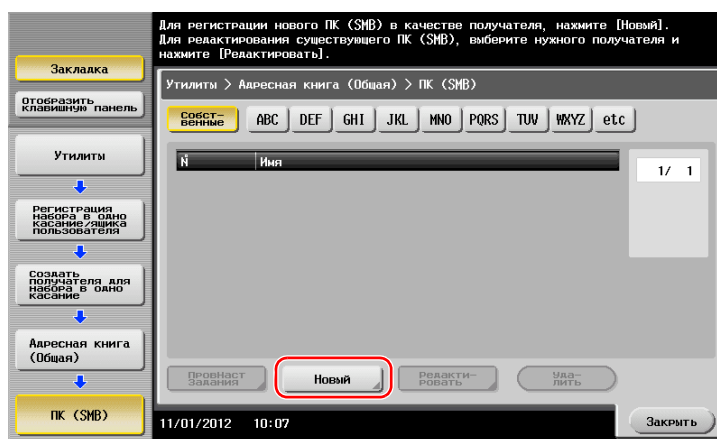 Для регистрации нового ПК (SMB) в качестве получателя, нажмите [Новый].
Для редактирования существующего ПК (SMB), выберите нужного получателя и
нажмите [Редактировать].
Закладка
Отобразить
клавишную панель
Утилиты
Регистрация
набора в одно
касание/ящика
пользователя
Создать
получателя для
набора в одно
касание
Адресная книга
(Общая)
ПК (SMB)
Утилиты > Адресная книга (Общая) > ПК (SMB)
Собст-
венные
ABC
DEF
GHI
JKL
MNO
PQRS
TUV
WXYZ
etc
N
Имя
1/ 1
ПровНаст
Задания
Новый
Редакти-
ровать
Уда-
лить
11/01/2012 10:07
Закрыть